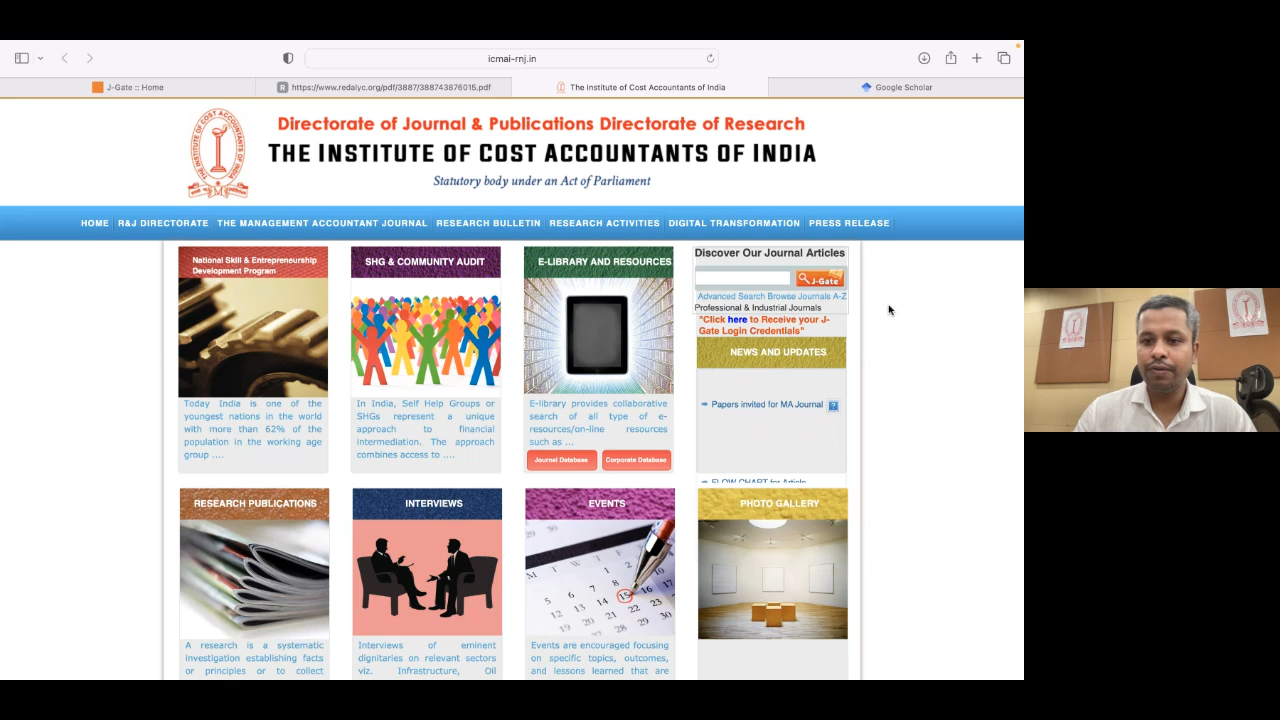 icmai-rnj.in
J-Gate :: Home
https://www.redalyc.org/pdf/3887/388743876015.pdf
The Institute of Cost Accountants of India
Google Scholar
Directorate of Journal & Publications Directorate of Research
THE INSTITUTE OF COST ACCOUNTANTS OF INDIA
Statutory body under an Act of Parliament
HOME R&J DIRECTORATE THE MANAGEMENT ACCOUNTANT JOURNAL RESEARCH BULLETIN RESEARCH ACTIVITIES DIGITAL TRANSFORMATION PRESS RELEASE
National Skill & Entrepreneurship
Development Program
Today India is one of the
youngest nations in the world
with more than 62% of the
population in the working age
group ....
SHG & COMMUNITY AUDIT
In India, Self Help Groups or
SHGs represent a unique
approach to financial
intermediation. The approach
combines access to ....
E-LIBRARY AND RESOURCES
E-library provides collaborative
search of all type of e-
resources/on-line resources
such as ...
Journal Database
Corporate Database
Discover Our Journal Articles
J-Gate
Advanced Search Browse Journals A-Z
Professional & Industrial Journals
"Click here to Receive your J-
Gate Login Credentials"
NEWS AND UPDATES
Papers invited for MA Journal
FLOW CHART for Article
RESEARCH PUBLICATIONS
A research is a systematic
investigation establishing facts
or principles or to collect
INTERVIEWS
Interviews of eminent
dignitaries on relevant sectors
viz. Infrastructure, Oil
EVENTS
Events are encouraged focusing
on specific topics, outcomes,
and lessons learned that are
PHOTO GALLERY